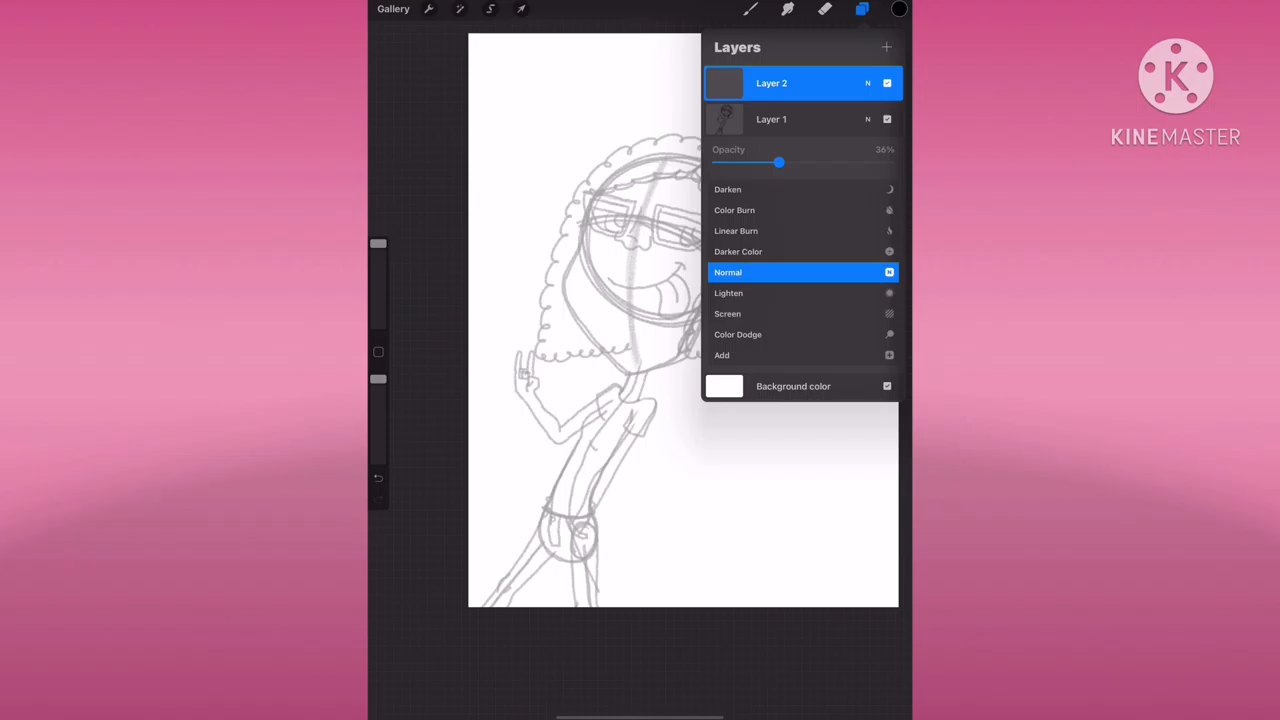 Gallery
Layers
Layer 2 N
Layer 1 N
Opacity 36%
Darken
Color Burn
Linear Burn
Darker Color
Normal N
Lighten
Screen
Color Dodge
Add
Background color
K
KINEMASTER